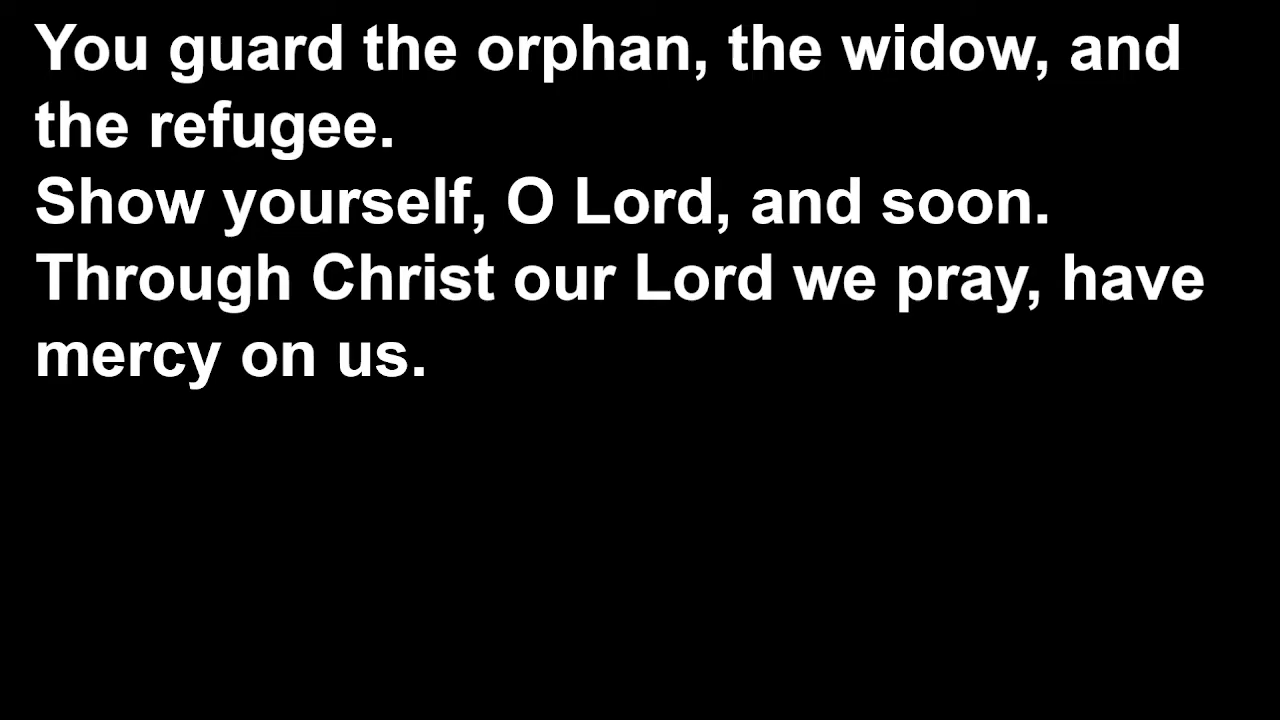 You guard the orphan, the widow, and
the refugee.
Show yourself, O Lord, and soon.
Through Christ our Lord we pray, have
mercy on us.